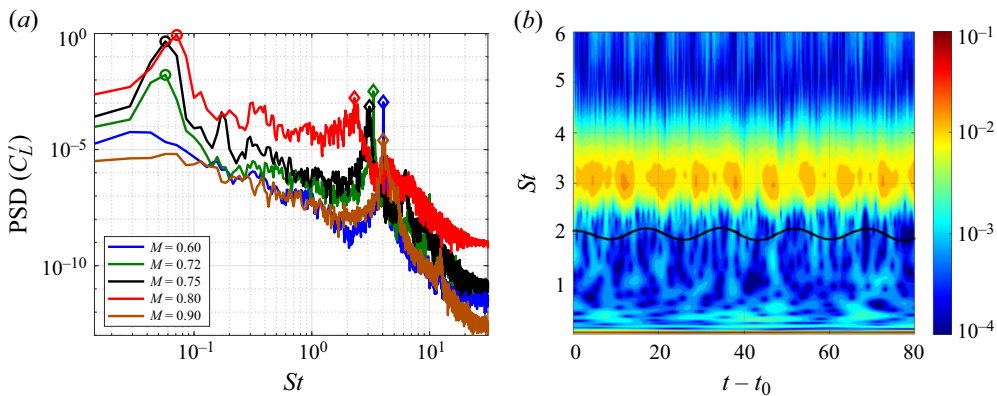 (a)
PSD (C′L)
10^0
10^−5
10^−10
M = 0.60
M = 0.72
M = 0.75
M = 0.80
M = 0.90
10^−1
10^0
10^1
St
(b)
St
6
5
4
3
2
1
0
20
40
60
80
t – t0
10^−1
10^−2
10^−3
10^−4